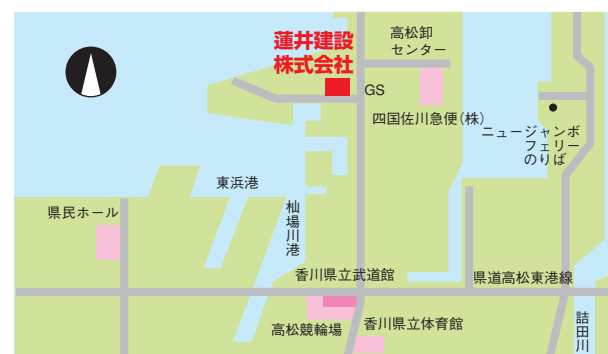 蓮井建設
株式会社
高松卸
センター
GS
四国佐川急便(株)
ニュージャンボ
フェリー
のりば
東浜港
県民ホール
杣場川港
香川県立武道館
県道高松東港線
高松競輪場
香川県立体育館
詰田川